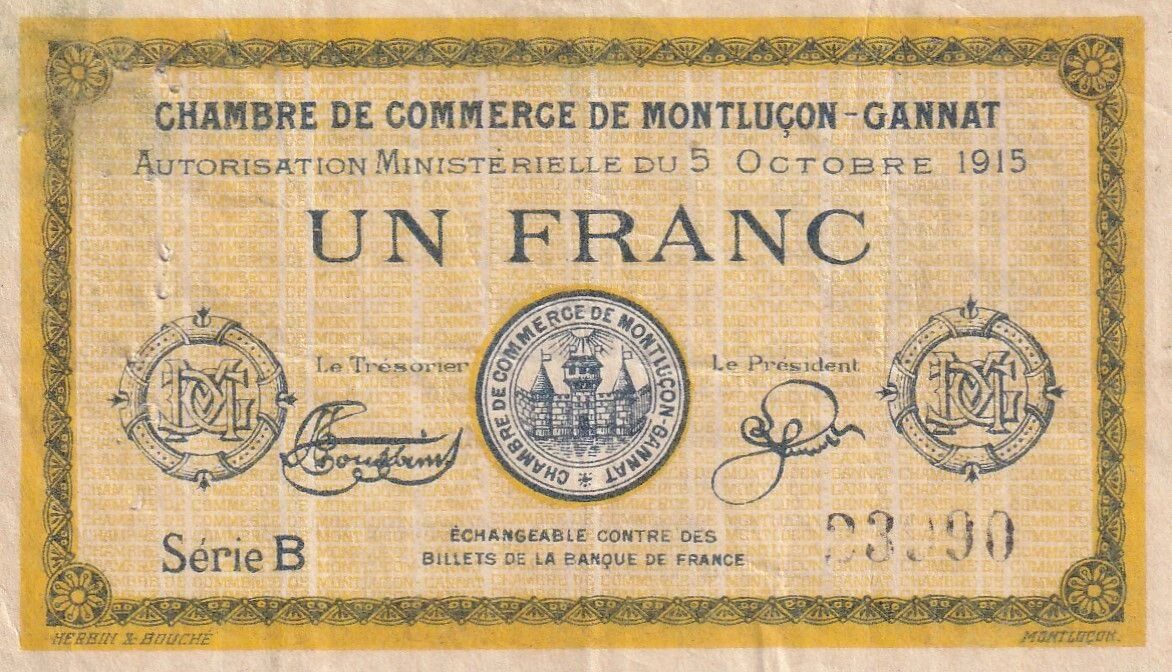 CHAMBRE DE COMMERCE DE MONTLUÇON-GANNAT
AUTORISATION MINISTÉRIELLE DU 5 OCTOBRE 1915
UN FRANC
CHAMBRE DE COMMERCE DE MONTLUÇON-GANNAT
Le Trésorier
Le Président
Série B
ÉCHANGEABLE CONTRE DES
BILLETS DE LA BANQUE DE FRANCE
HERBIN & BOUCHÉ
MONTLUÇON.